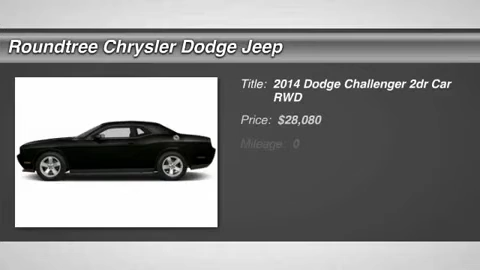 Roundtree Chrysler Dodge Jeep
Title: 2014 Dodge Challenger 2dr Car
RWD
Price: $28,080
Mileage: 0